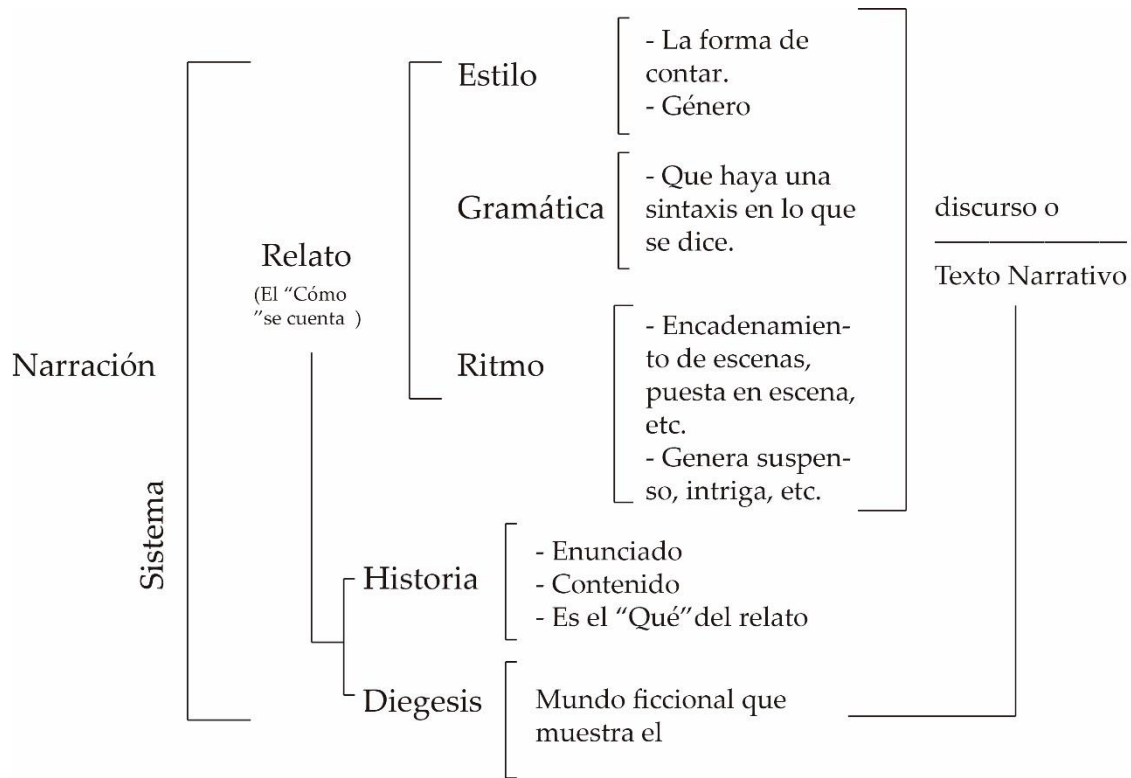 Narración
Sistema
Relato
(El “Cómo
”se cuenta )
Estilo
- La forma de
contar.
- Género
Gramática
- Que haya una
sintaxis en lo que
se dice.
Ritmo
- Encadenamien-
to de escenas,
puesta en escena,
etc.
- Genera suspen-
so, intriga, etc.
discurso o
Texto Narrativo
Historia
- Enunciado
- Contenido
- Es el “Qué”del relato
Diegesis
Mundo ficcional que
muestra el